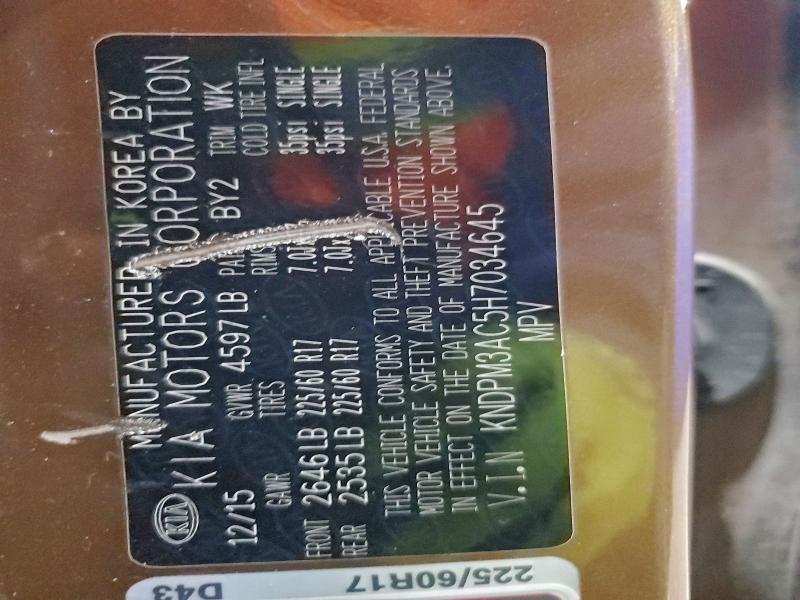 KIA
MANUFACTURED IN KOREA BY
KIA MOTORS CORPORATION
12/15 GVWR 4597 LB BY2 TRIM WK
GAWR TIRES RIMS COLD TIRE INFL
FRONT 2646 LB 225/60 R17 35psi SINGLE
REAR 2535 LB 225/60 R17 35psi SINGLE
THIS VEHICLE CONFORMS TO ALL APPLICABLE U.S.A. FEDERAL
MOTOR VEHICLE SAFETY AND THEFT PREVENTION STANDARDS
IN EFFECT ON THE DATE OF MANUFACTURE SHOWN ABOVE.
V.I.N KNDPM3AC5H7034645
MPV
225/60R17
D43